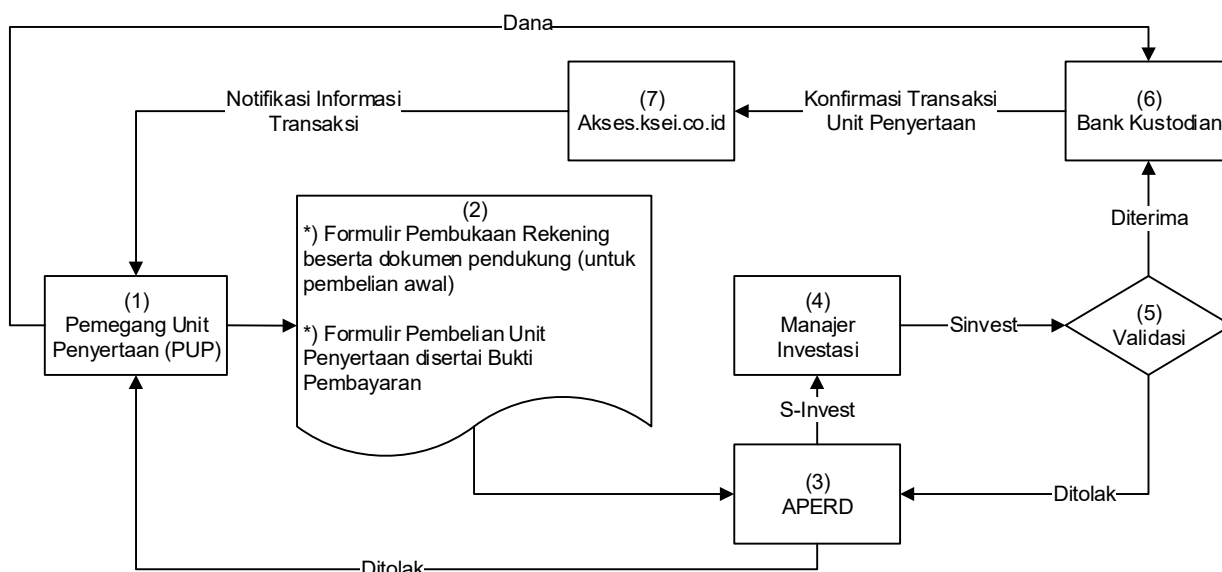 Dana
(7)
Akses.ksei.co.id
(6)
Bank Kustodian
Notifikasi Informasi
Transaksi
Konfirmasi Transaksi
Unit Penyertaan
(2)
*) Formulir Pembukaan Rekening
beserta dokumen pendukung (untuk
pembelian awal)
*) Formulir Pembelian Unit
Penyertaan disertai Bukti
Pembayaran
Diterima
(1)
Pemegang Unit
Penyertaan (PUP)
(4)
Manajer
Investasi
Sinvest
(5)
Validasi
S-Invest
(3)
APERD
Ditolak
Ditolak